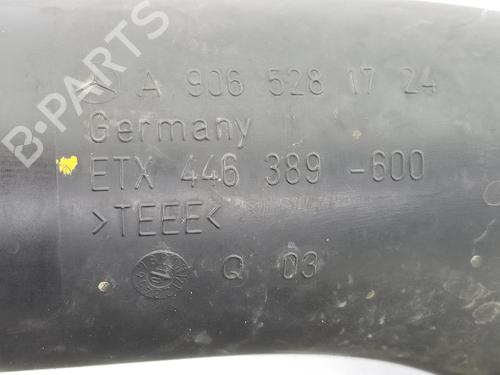 A 906 528 17 24
Germany
ETX 446 389 -600
>TEEE<
Q 03
B-PARTS